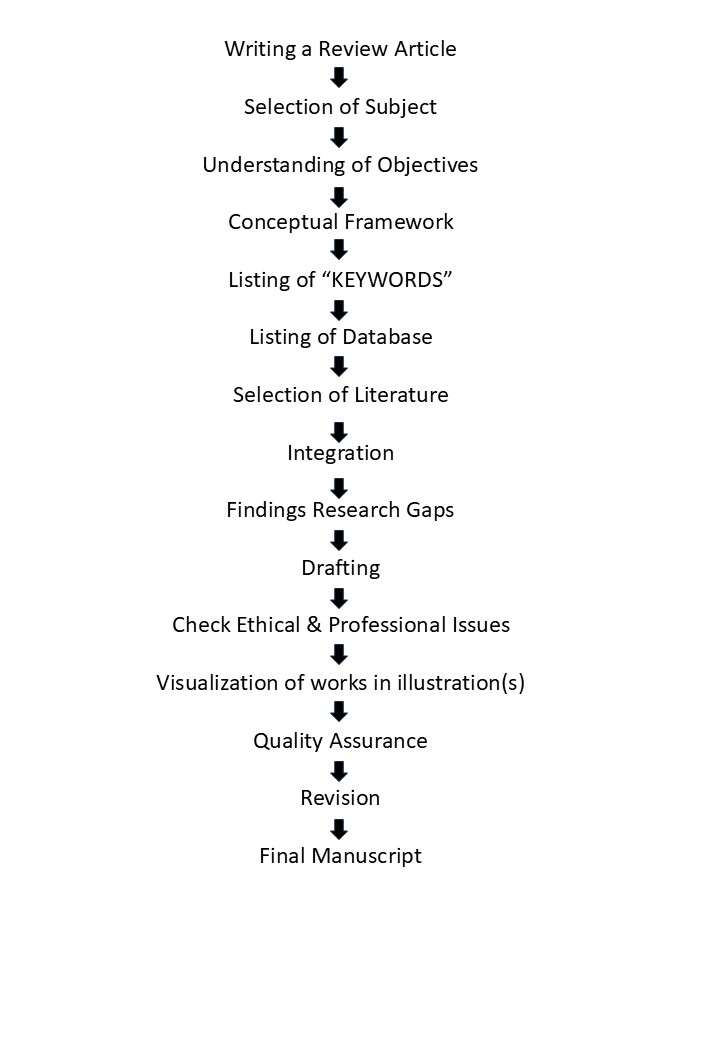 Writing a Review Article
Selection of Subject
Understanding of Objectives
Conceptual Framework
Listing of “KEYWORDS”
Listing of Database
Selection of Literature
Integration
Findings Research Gaps
Drafting
Check Ethical & Professional Issues
Visualization of works in illustration(s)
Quality Assurance
Revision
Final Manuscript